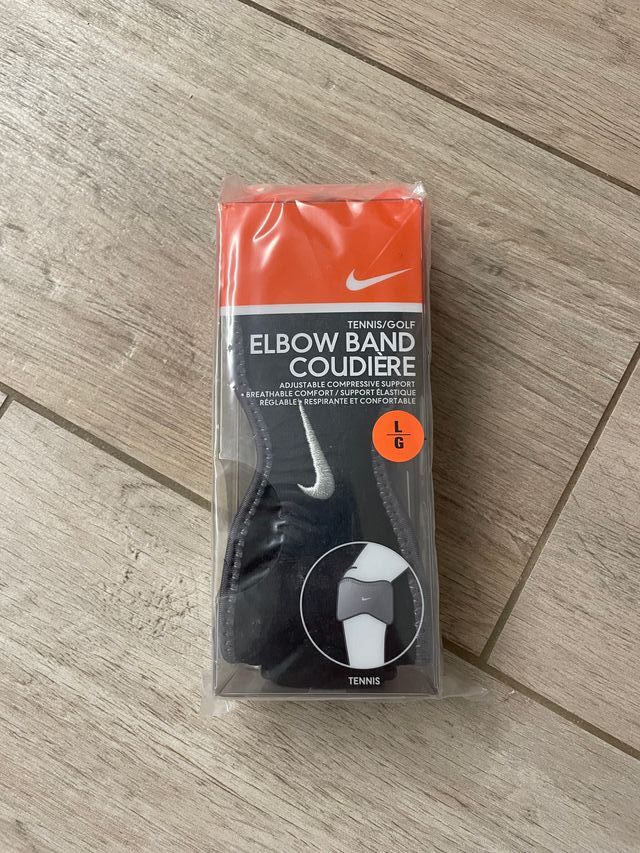 TENNIS/GOLF
ELBOW BAND
COUDIÈRE
ADJUSTABLE COMPRESSIVE SUPPORT
• BREATHABLE COMFORT / SUPPORT ÉLASTIQUE
RÉGLABLE • RESPIRANTE ET CONFORTABLE
L
G
TENNIS